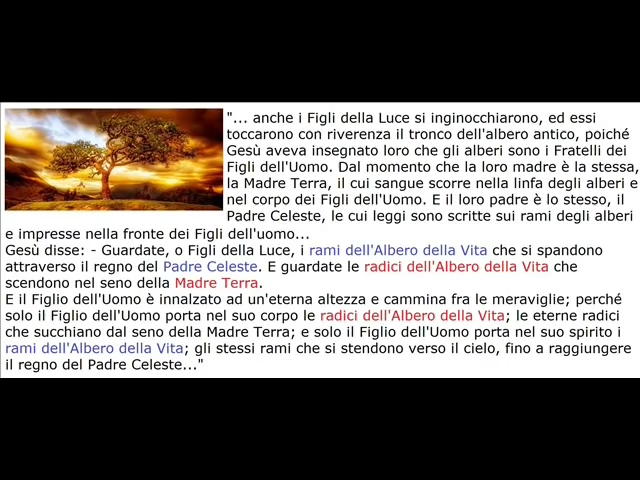 "... anche i Figli della Luce si inginocchiarono, ed essi
toccarono con riverenza il tronco dell'albero antico, poiché
Gesù aveva insegnato loro che gli alberi sono i Fratelli dei
Figli dell'Uomo. Dal momento che la loro madre è la stessa,
la Madre Terra, il cui sangue scorre nella linfa degli alberi e
nel corpo dei Figli dell'Uomo. E il loro padre è lo stesso, il
Padre Celeste, le cui leggi sono scritte sui rami degli alberi
e impresse nella fronte dei Figli dell'uomo...
Gesù disse: - Guardate, o Figli della Luce, i rami dell'Albero della Vita che si spandono
attraverso il regno del Padre Celeste. E guardate le radici dell'Albero della Vita che
scendono nel seno della Madre Terra.
E il Figlio dell'Uomo è innalzato ad un'eterna altezza e cammina fra le meraviglie; perché
solo il Figlio dell'Uomo porta nel suo corpo le radici dell'Albero della Vita; le eterne radici
che succhiano dal seno della Madre Terra; e solo il Figlio dell'Uomo porta nel suo spirito i
rami dell'Albero della Vita; gli stessi rami che si stendono verso il cielo, fino a raggiungere
il regno del Padre Celeste..."